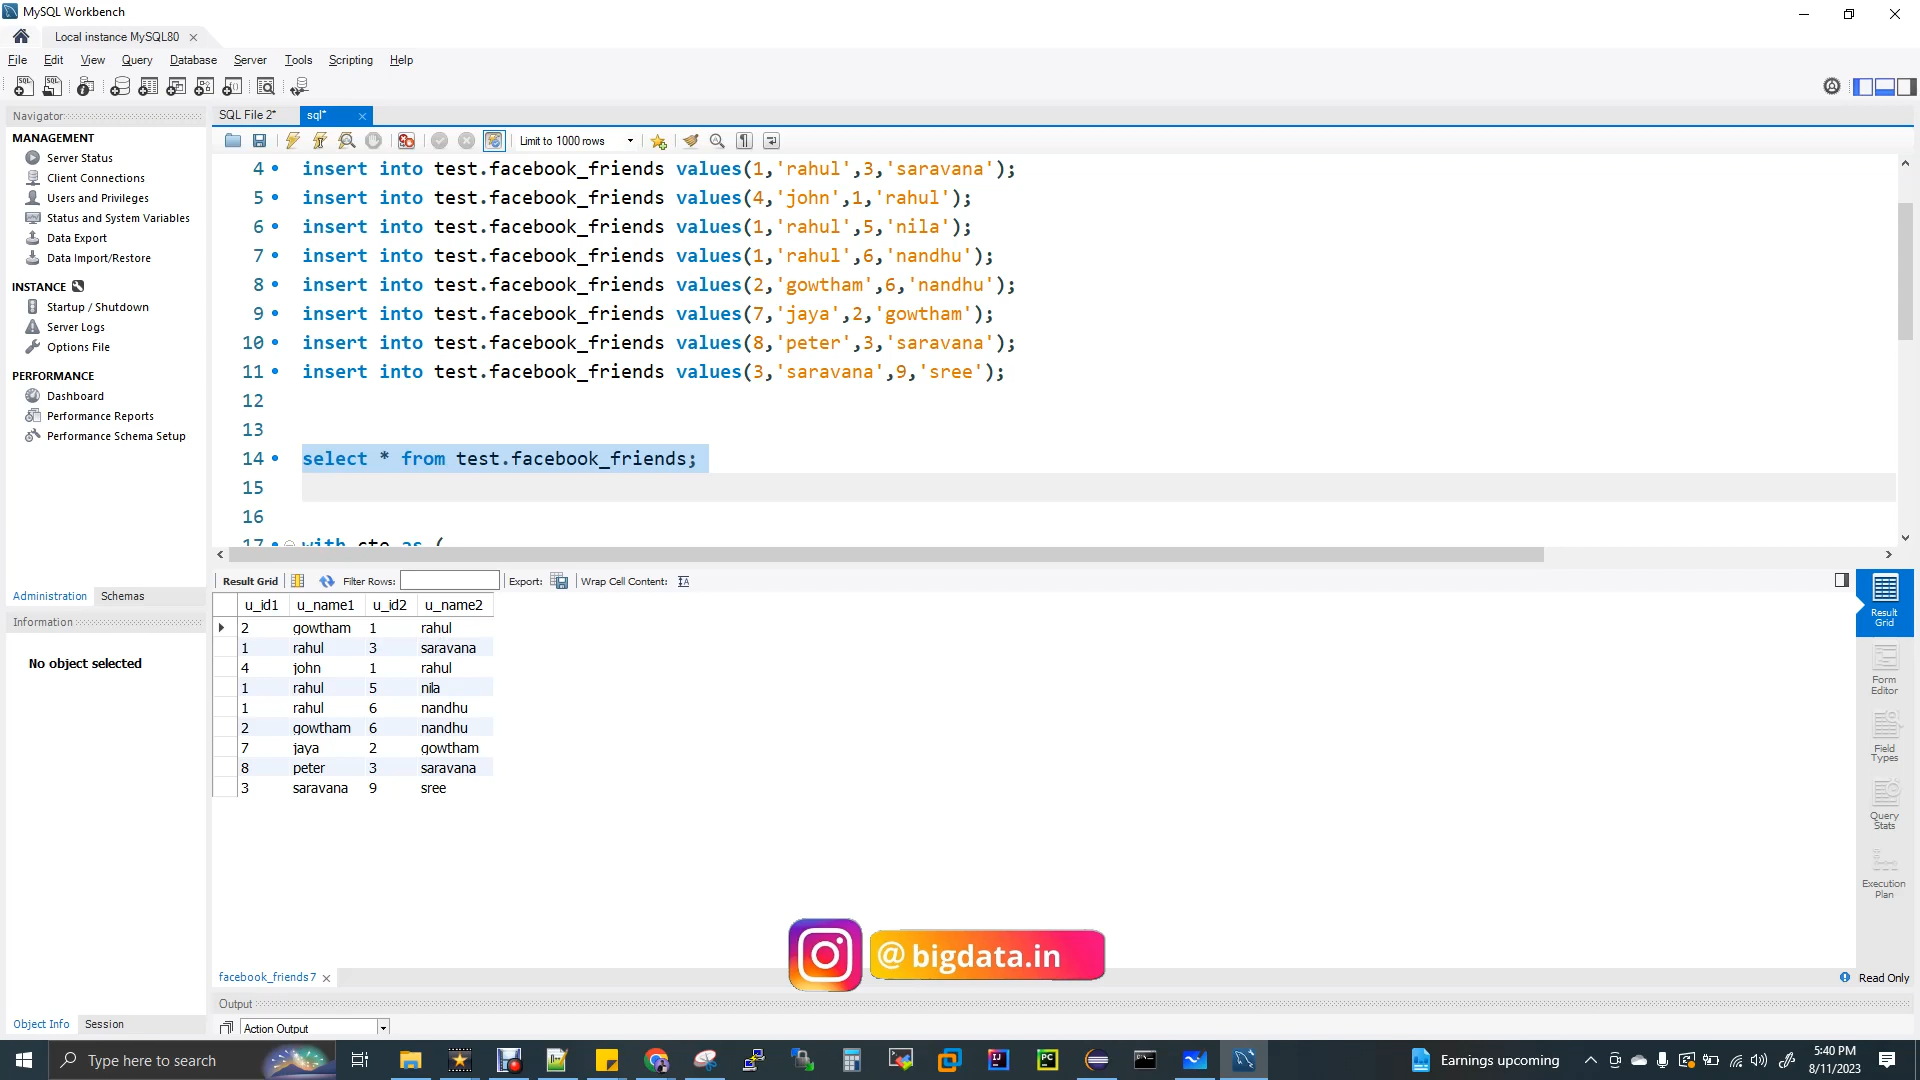 MySQL Workbench
Local instance MySQL80
File Edit View Query Database Server Tools Scripting Help
Navigator
MANAGEMENT
Server Status
Client Connections
Users and Privileges
Status and System Variables
Data Export
Data Import/Restore
INSTANCE
Startup / Shutdown
Server Logs
Options File
PERFORMANCE
Dashboard
Performance Reports
Performance Schema Setup
Administration Schemas
Information
No object selected
Object Info Session
SQL File 2* sql*
Limit to 1000 rows
4 insert into test.facebook_friends values(1,'rahul',3,'saravana');
5 insert into test.facebook_friends values(4,'john',1,'rahul');
6 insert into test.facebook_friends values(1,'rahul',5,'nila');
7 insert into test.facebook_friends values(1,'rahul',6,'nandhu');
8 insert into test.facebook_friends values(2,'gowtham',6,'nandhu');
9 insert into test.facebook_friends values(7,'jaya',2,'gowtham');
10 insert into test.facebook_friends values(8,'peter',3,'saravana');
11 insert into test.facebook_friends values(3,'saravana',9,'sree');
12
13
14 select * from test.facebook_friends;
15
16
17 with cte as (
Result Grid Filter Rows: Export: Wrap Cell Content:
u_id1 u_name1 u_id2 u_name2
2 gowtham 1 rahul
1 rahul 3 saravana
4 john 1 rahul
1 rahul 5 nila
1 rahul 6 nandhu
2 gowtham 6 nandhu
7 jaya 2 gowtham
8 peter 3 saravana
3 saravana 9 sree
Result
Grid
Form
Editor
Field
Types
Query
Stats
Execution
Plan
@ bigdata.in
facebook_friends7
Read Only
Output
Action Output
Type here to search
Earnings upcoming
5:40 PM
8/11/2023